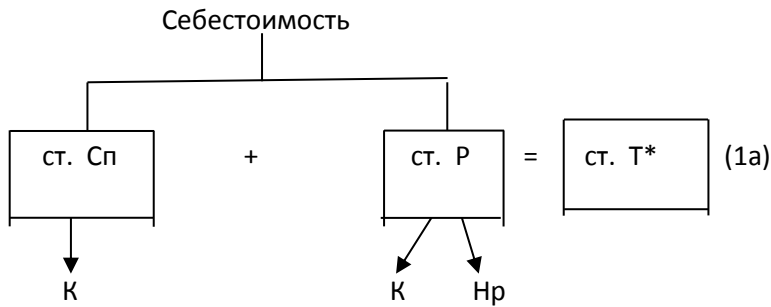 Себестоимость
ст. Сп + ст. Р = ст. Т* (1а)
К К Нр